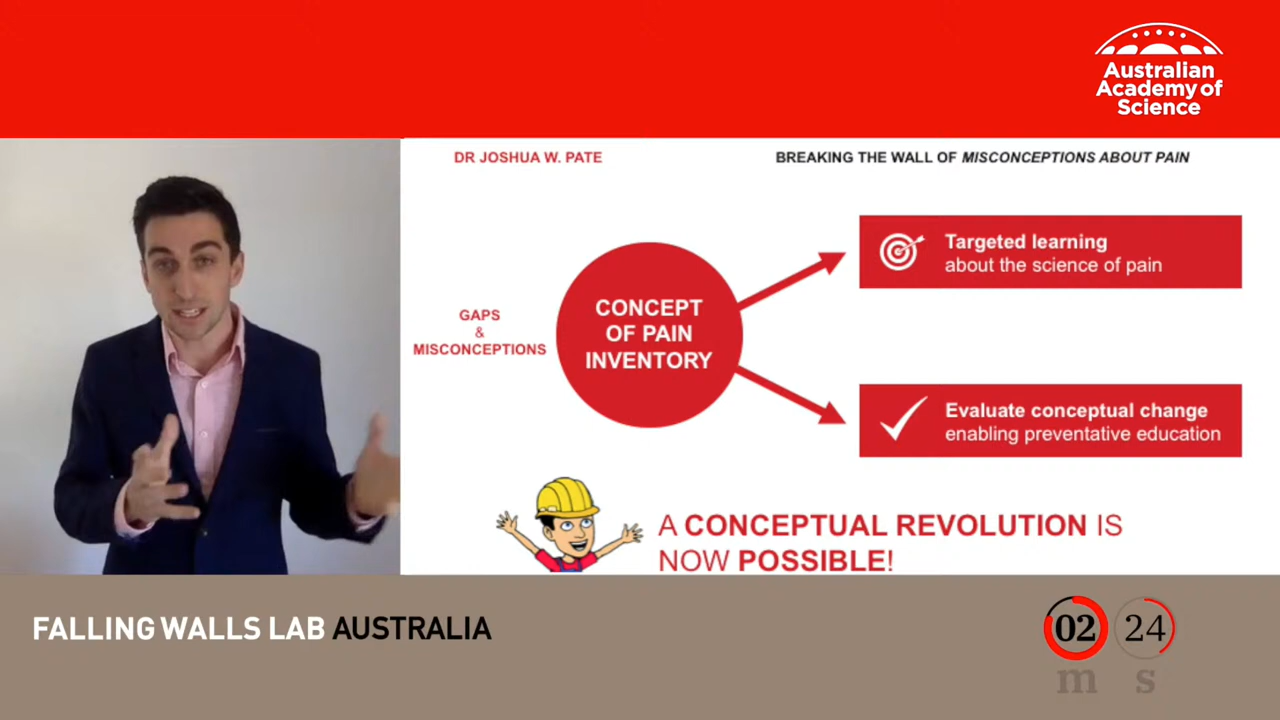 Australian
Academy of
Science
DR JOSHUA W. PATE
BREAKING THE WALL OF MISCONCEPTIONS ABOUT PAIN
GAPS
&
MISCONCEPTIONS
CONCEPT
OF PAIN
INVENTORY
Targeted learning
about the science of pain
Evaluate conceptual change
enabling preventative education
A CONCEPTUAL REVOLUTION IS
NOW POSSIBLE!
FALLING WALLS LAB AUSTRALIA
02 24
m s